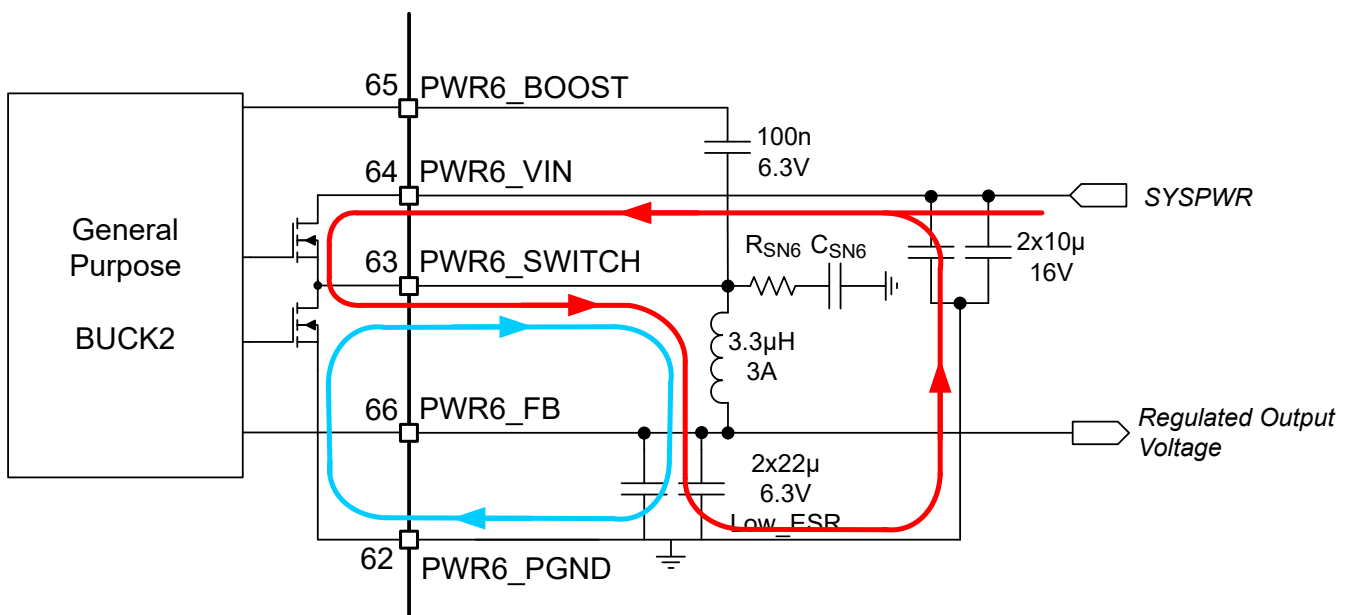 65 PWR6_BOOST
100n
6.3V
64 PWR6_VIN
SYSPWR
General
Purpose
BUCK2
63 PWR6_SWITCH
RSN6 CSN6
2x10µ
16V
3.3µH
3A
66 PWR6_FB
Regulated Output
Voltage
2x22µ
6.3V
Low_ESR
62 PWR6_PGND